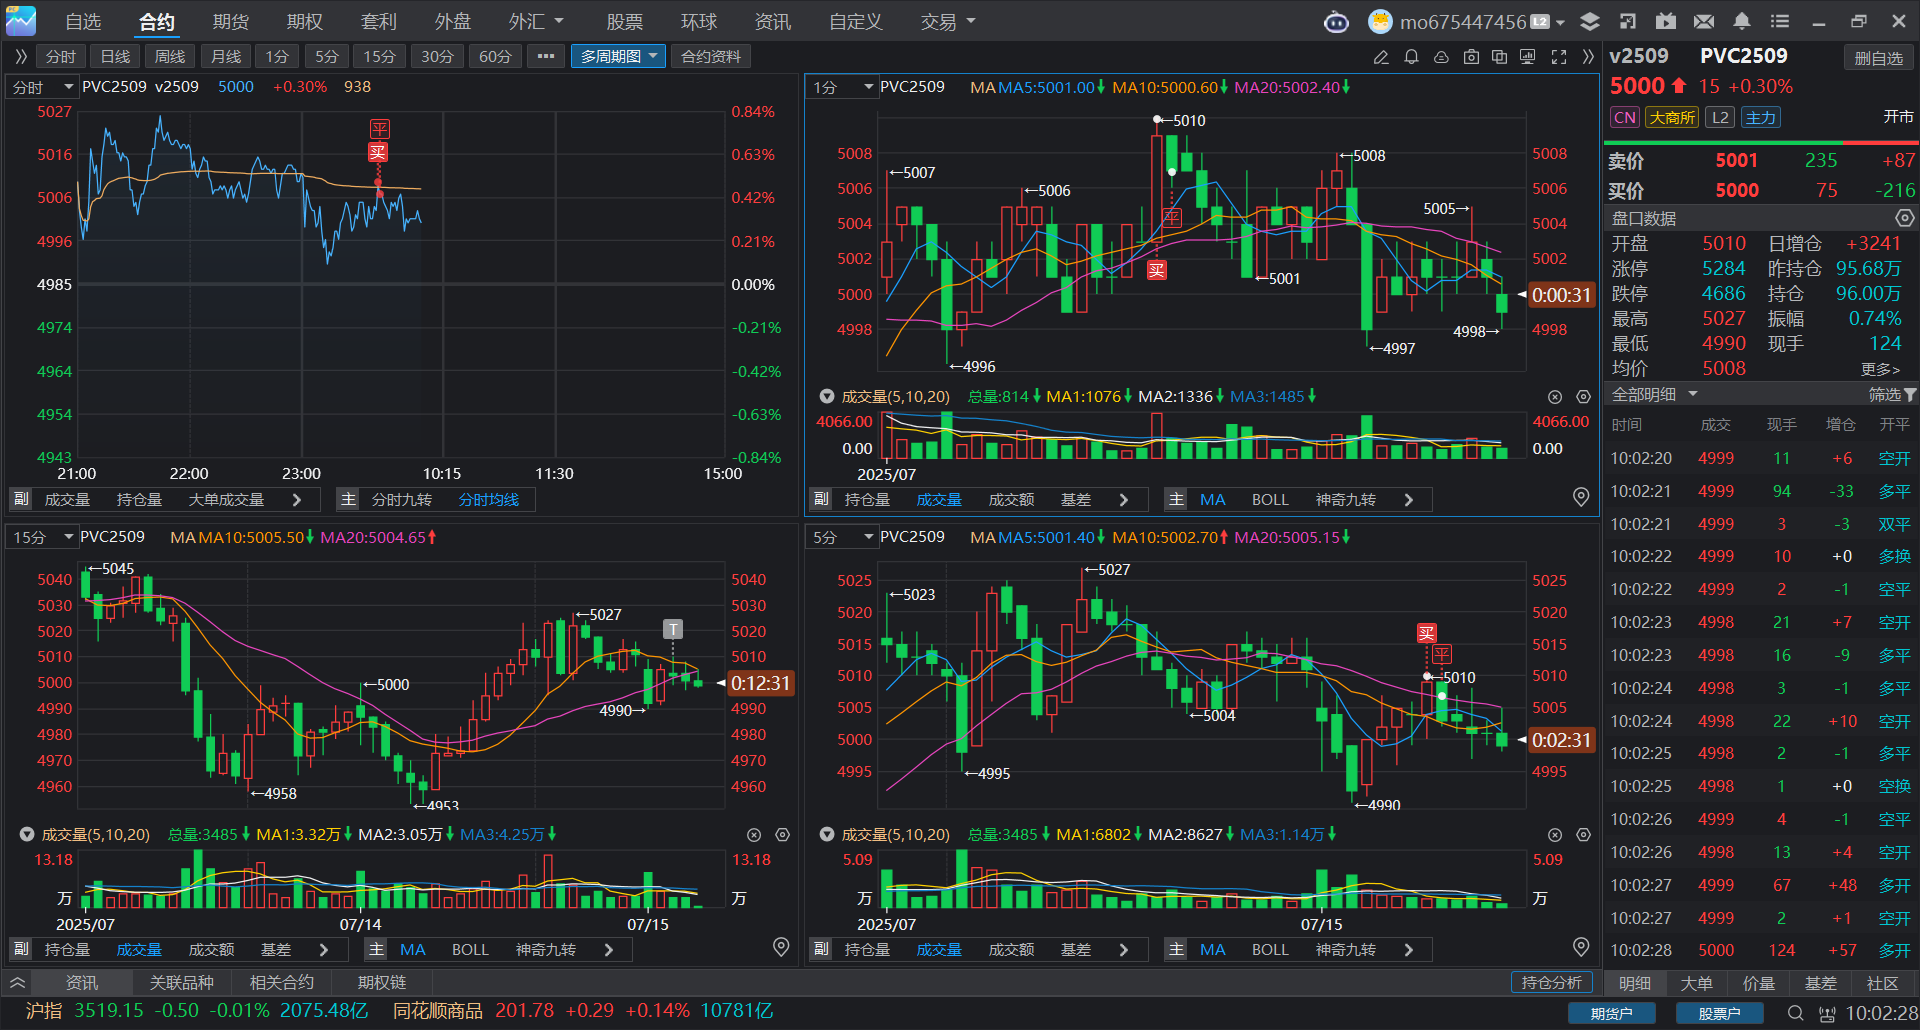 自选 合约 期货 期权 套利 外盘 外汇 股票 环球 资讯 自定义 交易 mo675447456 L2
分时 日线 周线 月线 1分 5分 15分 30分 60分 ••• 多周期图 合约资料
v2509 PVC2509 删自选
5000 15 +0.30%
CN 大商所 L2 主力 开市
卖价 5001 235 +87
买价 5000 75 -216
盘口数据
开盘 5010 日增仓 +3241
涨停 5284 昨持仓 95.68万
跌停 4686 持仓 96.00万
最高 5027 振幅 0.74%
最低 4990 现手 124
均价 5008 更多>
全部明细 筛选
时间 成交 现手 增仓 开平
10:02:20 4999 11 +6 空开
10:02:21 4999 94 -33 多平
10:02:21 4999 3 -3 双平
10:02:22 4999 10 +0 多换
10:02:22 4999 2 -1 空平
10:02:23 4998 21 +7 空开
10:02:23 4998 16 -9 多平
10:02:24 4998 3 -1 多平
10:02:24 4998 22 +10 空开
10:02:25 4998 2 -1 多平
10:02:25 4998 1 +0 空换
10:02:26 4999 4 -1 空平
10:02:26 4998 13 +4 空开
10:02:27 4999 67 +48 多开
10:02:27 4999 2 +1 空开
10:02:28 5000 124 +57 多开
明细 大单 价量 基差 社区
分时 PVC2509 v2509 5000 +0.30% 938
5027 0.84%
5016 0.63%
5006 0.42%
4996 0.21%
4985 0.00%
4974 -0.21%
4964 -0.42%
4954 -0.63%
4943 -0.84%
平
买
21:00 22:00 23:00 10:15 11:30 15:00
副 成交量 持仓量 大单成交量 主 分时九转 分时均线
1分 PVC2509 MA MA5:5001.00 MA10:5000.60 MA20:5002.40
5008 5008
5006 5006
5004 5004
5002 5002
5000 0:00:31
4998 4998
←5007
←5006
←5010
←5008
5005→
←5001
4998→
←4997
←4996
平
买
成交量(5,10,20) 总量:814 MA1:1076 MA2:1336 MA3:1485
4066.00 4066.00
0.00 0.00
2025/07
副 持仓量 成交量 成交额 基差 主 MA BOLL 神奇九转
15分 PVC2509 MA MA10:5005.50 MA20:5004.65
5040 5040
5030 5030
5020 5020
5010 5010
5000 0:12:31
4990 4990
4980 4980
4970 4970
4960 4960
←5045
←5027
T
←5000
4990→
←4958
←4953
成交量(5,10,20) 总量:3485 MA1:3.32万 MA2:3.05万 MA3:4.25万
13.18 13.18
万 万
2025/07 07/14 07/15
副 持仓量 成交量 成交额 基差 主 MA BOLL 神奇九转
5分 PVC2509 MA MA5:5001.40 MA10:5002.70 MA20:5005.15
5025 5025
5020 5020
5015 5015
5010 5010
5005 5005
5000 0:02:31
4995 4995
←5027
←5023
买
平
←5010
←5004
←4995
←4990
成交量(5,10,20) 总量:3485 MA1:6802 MA2:8627 MA3:1.14万
5.09 5.09
万 万
2025/07 07/15
副 持仓量 成交量 成交额 基差 主 MA BOLL 神奇九转
资讯 关联品种 相关合约 期权链 持仓分析
沪指 3519.15 -0.50 -0.01% 2075.48亿 同花顺商品 201.78 +0.29 +0.14% 10781亿 期货户 股票户 10:02:28